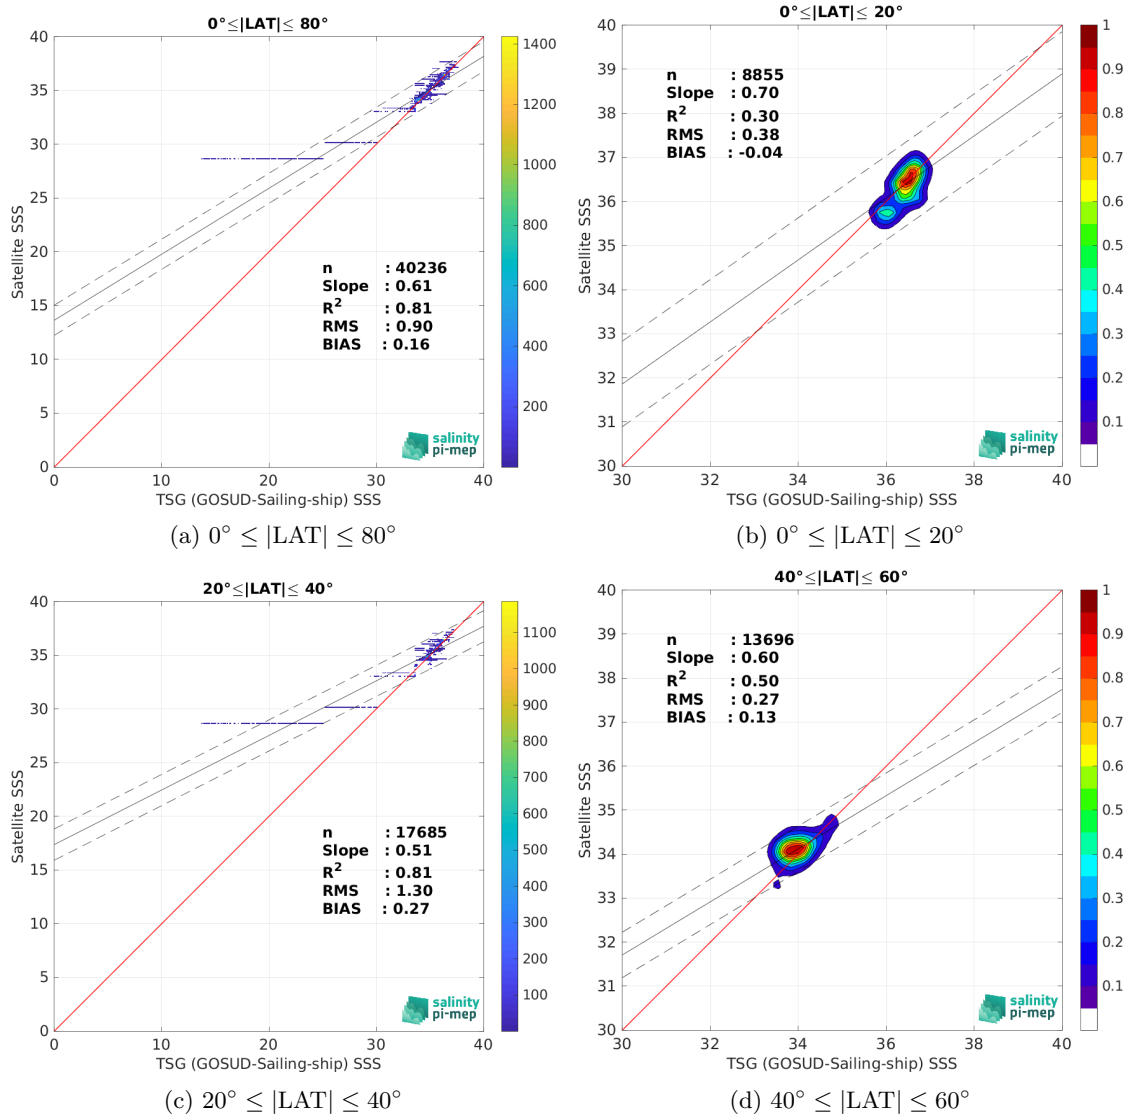 0°≤|LAT|≤ 80°
Satellite SSS
40
35
30
25
20
15
10
5
0
n : 40236
Slope : 0.61
R² : 0.81
RMS : 0.90
BIAS : 0.16
salinity
pi-mep
0 10 20 30 40
TSG (GOSUD-Sailing-ship) SSS
1400
1200
1000
800
600
400
200
(a) 0° ≤ |LAT| ≤ 80°
0°≤|LAT|≤ 20°
Satellite SSS
40
39
38
37
36
35
34
33
32
31
30
n : 8855
Slope : 0.70
R² : 0.30
RMS : 0.38
BIAS : -0.04
salinity
pi-mep
30 32 34 36 38 40
TSG (GOSUD-Sailing-ship) SSS
1
0.9
0.8
0.7
0.6
0.5
0.4
0.3
0.2
0.1
(b) 0° ≤ |LAT| ≤ 20°
20°≤|LAT|≤ 40°
Satellite SSS
40
35
30
25
20
15
10
5
0
n : 17685
Slope : 0.51
R² : 0.81
RMS : 1.30
BIAS : 0.27
salinity
pi-mep
0 10 20 30 40
TSG (GOSUD-Sailing-ship) SSS
1100
1000
900
800
700
600
500
400
300
200
100
(c) 20° ≤ |LAT| ≤ 40°
40°≤|LAT|≤ 60°
Satellite SSS
40
39
38
37
36
35
34
33
32
31
30
n : 13696
Slope : 0.60
R² : 0.50
RMS : 0.27
BIAS : 0.13
salinity
pi-mep
30 32 34 36 38 40
TSG (GOSUD-Sailing-ship) SSS
1
0.9
0.8
0.7
0.6
0.5
0.4
0.3
0.2
0.1
(d) 40° ≤ |LAT| ≤ 60°